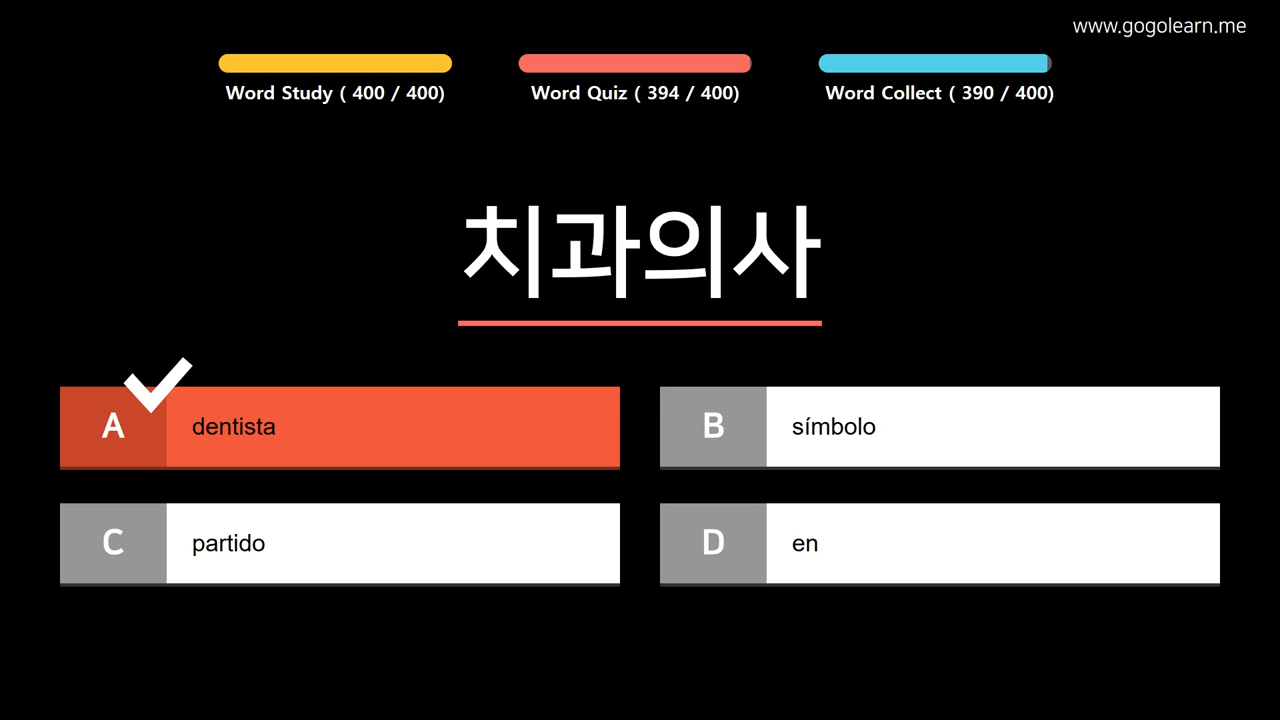 www.gogolearn.me
Word Study ( 400 / 400)
Word Quiz ( 394 / 400)
Word Collect ( 390 / 400)
치과의사
A dentista
B símbolo
C partido
D en